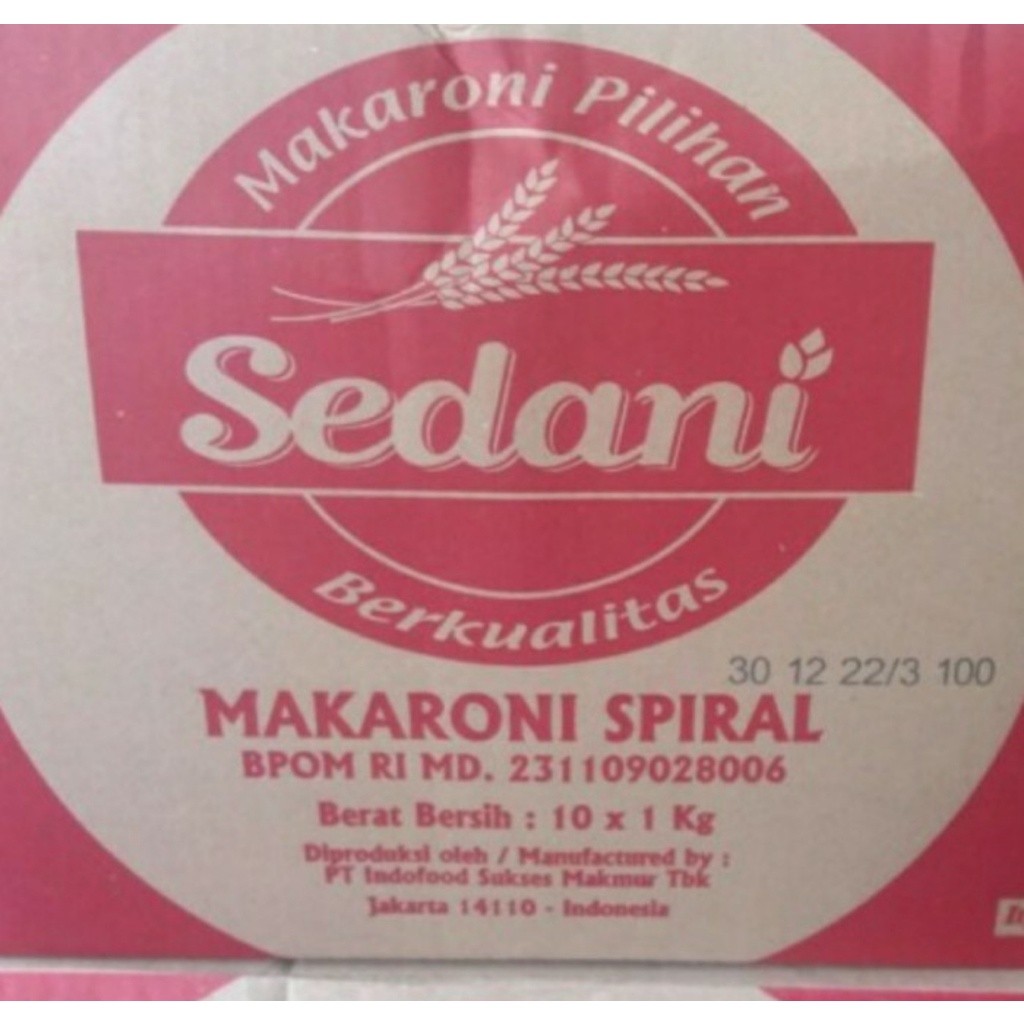 Makaroni Pilihan
Sedani
Berkualitas
30 12 22/3 100
MAKARONI SPIRAL
BPOM RI MD. 231109028006
Berat Bersih : 10 x 1 Kg
Diproduksi oleh / Manufactured by :
PT Indofood Sukses Makmur Tbk
Jakarta 14110 - Indonesia